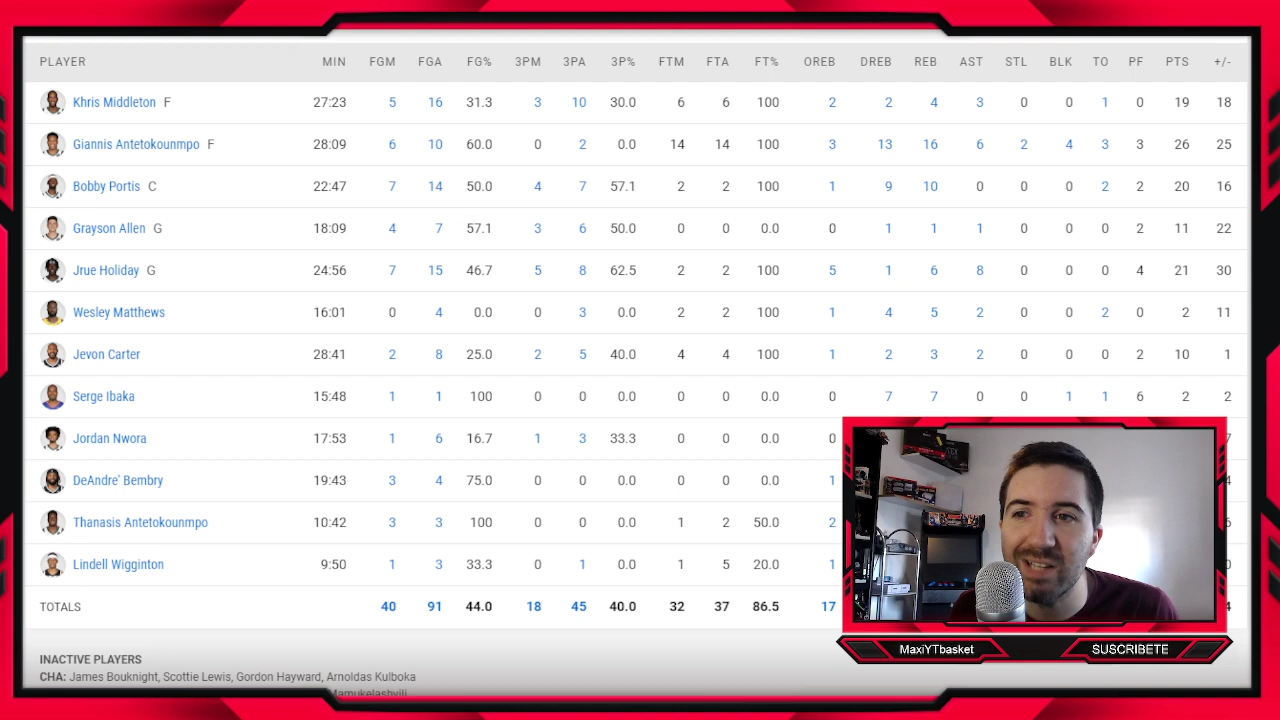 PLAYER MIN FGM FGA FG% 3PM 3PA 3P% FTM FTA FT% OREB DREB REB AST STL BLK TO PF PTS +/-
Khris Middleton F 27:23 5 16 31.3 3 10 30.0 6 6 100 2 2 4 3 0 0 1 0 19 18
Giannis Antetokounmpo F 28:09 6 10 60.0 0 2 0.0 14 14 100 3 13 16 6 2 4 3 3 26 25
Bobby Portis C 22:47 7 14 50.0 4 7 57.1 2 2 100 1 9 10 0 0 0 2 2 20 16
Grayson Allen G 18:09 4 7 57.1 3 6 50.0 0 0 0.0 0 1 1 1 0 0 0 2 11 22
Jrue Holiday G 24:56 7 15 46.7 5 8 62.5 2 2 100 5 1 6 8 0 0 0 4 21 30
Wesley Matthews 16:01 0 4 0.0 0 3 0.0 2 2 100 1 4 5 2 0 0 2 0 2 11
Jevon Carter 28:41 2 8 25.0 2 5 40.0 4 4 100 1 2 3 2 0 0 0 2 10 1
Serge Ibaka 15:48 1 1 100 0 0 0.0 0 0 0.0 0 7 7 0 0 1 1 6 2 2
Jordan Nwora 17:53 1 6 16.7 1 3 33.3 0 0 0.0 0 7
DeAndre' Bembry 19:43 3 4 75.0 0 0 0.0 0 0 0.0 1 4
Thanasis Antetokounmpo 10:42 3 3 100 0 0 0.0 1 2 50.0 2 6
Lindell Wigginton 9:50 1 3 33.3 0 1 0.0 1 5 20.0 1 0
TOTALS 40 91 44.0 18 45 40.0 32 37 86.5 17 4
INACTIVE PLAYERS
CHA: James Bouknight, Scottie Lewis, Gordon Hayward, Arnoldas Kulboka
Mamukelashvili
MaxiYTbasket
SUSCRIBETE